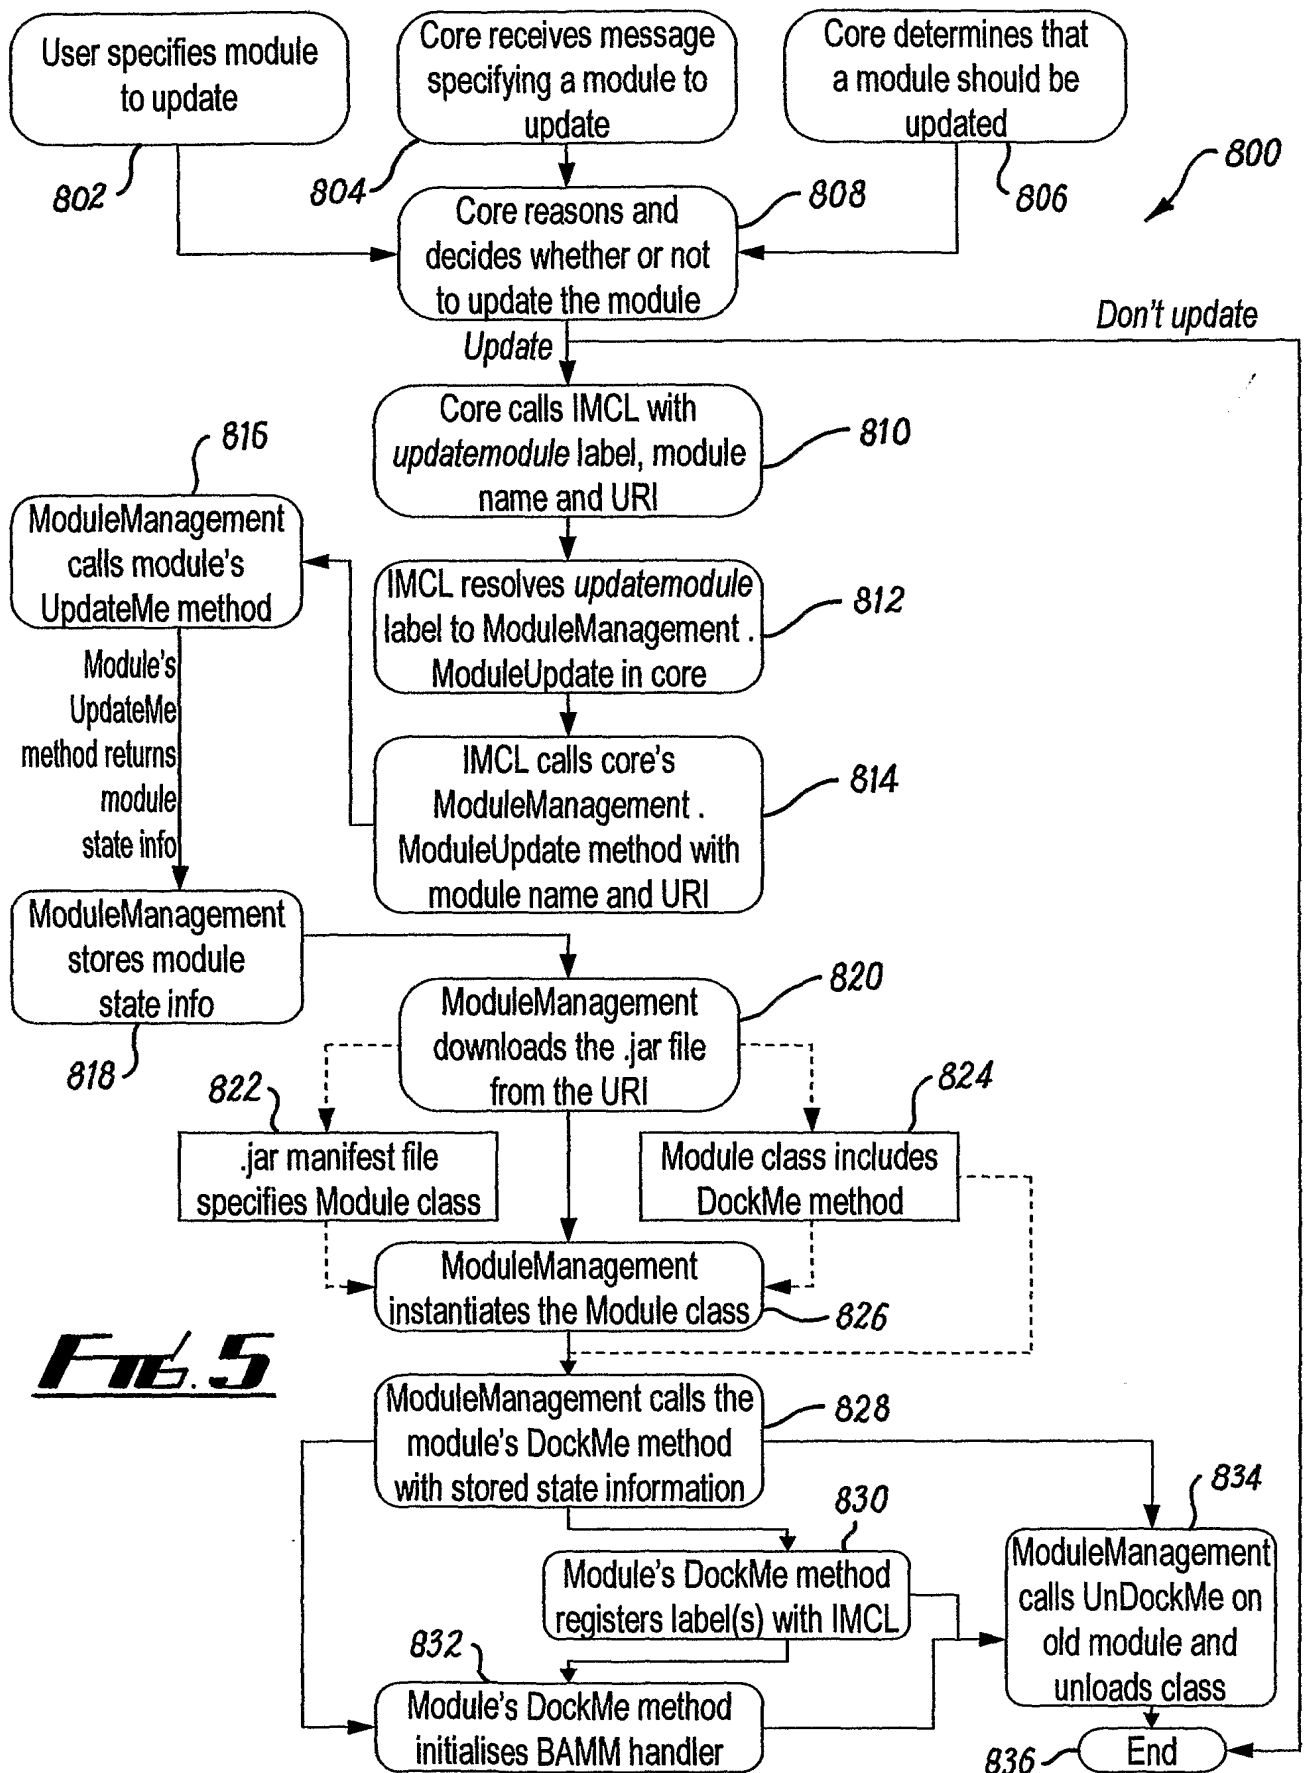 User specifies module
to update
802
Core receives message
specifying a module to
update
804
Core determines that
a module should be
updated
806
800
Core reasons and
decides whether or not
to update the module
808
Update
Don't update
Core calls IMCL with
updatemodule label, module
name and URI
810
IMCL resolves updatemodule
label to ModuleManagement .
ModuleUpdate in core
812
IMCL calls core's
ModuleManagement .
ModuleUpdate method with
module name and URI
814
816
ModuleManagement
calls module's
UpdateMe method
Module's
UpdateMe
method returns
module
state info
ModuleManagement
stores module
state info
818
ModuleManagement
downloads the .jar file
from the URI
820
822
.jar manifest file
specifies Module class
824
Module class includes
DockMe method
ModuleManagement
instantiates the Module class
826
FIG. 5
ModuleManagement calls the
module's DockMe method
with stored state information
828
830
Module's DockMe method
registers label(s) with IMCL
832
Module's DockMe method
initialises BAMM handler
834
ModuleManagement
calls UnDockMe on
old module and
unloads class
836
End